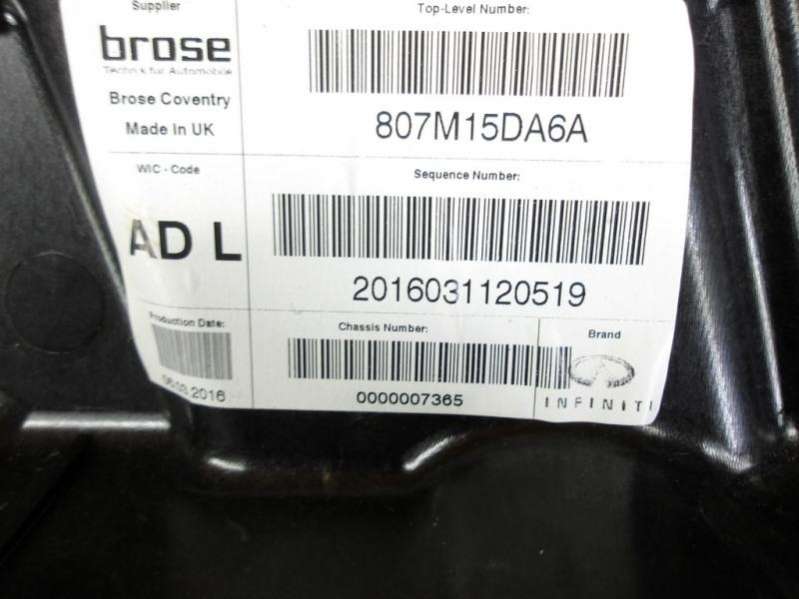 Supplier
brose
Technik für Automobile
Brose Coventry
Made In UK
Top-Level Number:
807M15DA6A
WIC - Code
AD L
Sequence Number:
2016031120519
Production Date:
.2016
Chassis Number:
0000007365
Brand
INFINITI